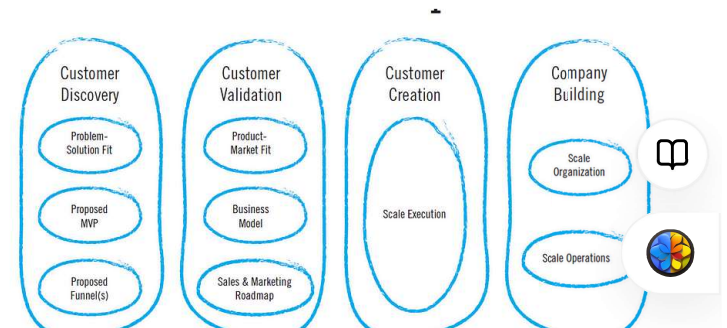 Customer
Discovery
Problem-
Solution Fit
Proposed
MVP
Proposed
Funnel(s)
Customer
Validation
Product-
Market Fit
Business
Model
Sales & Marketing
Roadmap
Customer
Creation
Scale Execution
Company
Building
Scale
Organization
Scale Operations